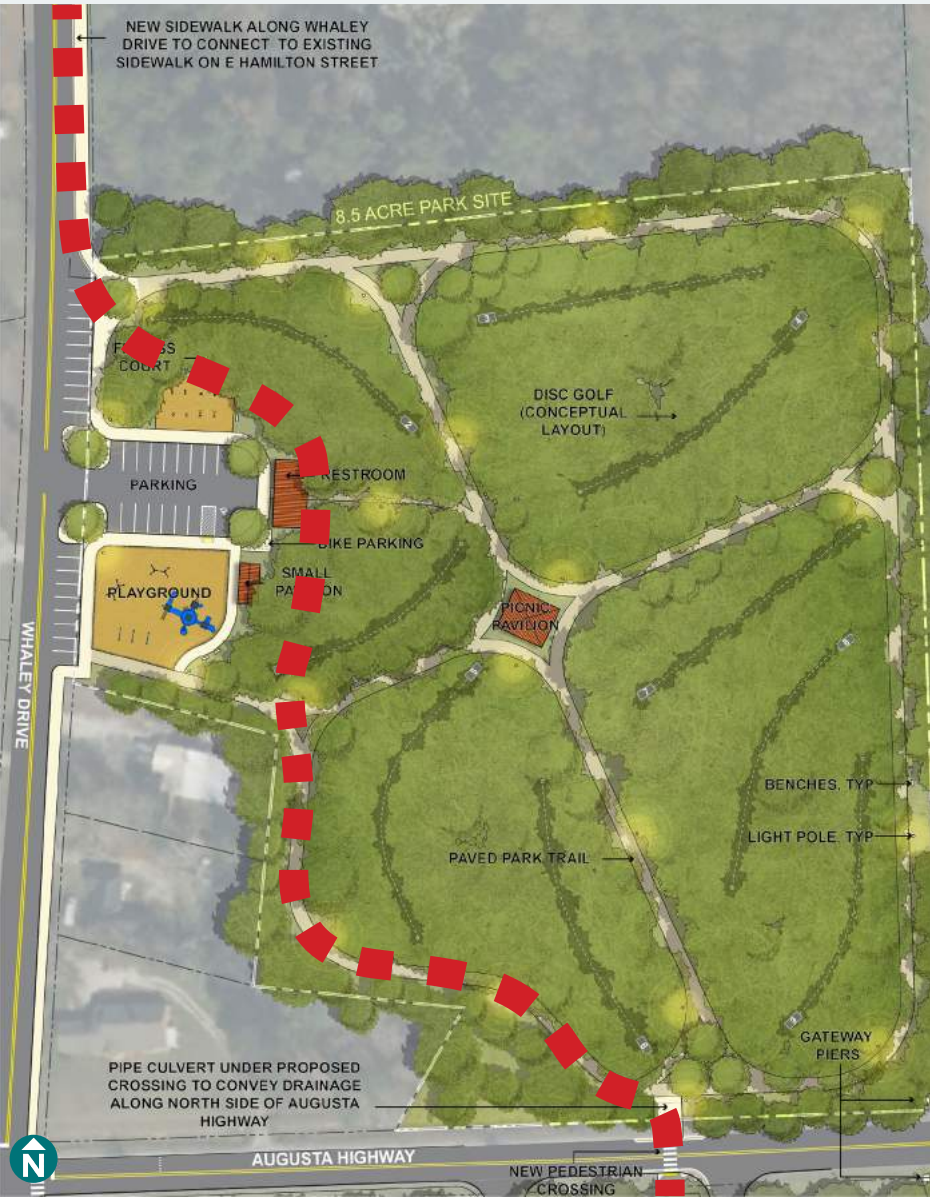 NEW SIDEWALK ALONG WHALEY
DRIVE TO CONNECT TO EXISTING
SIDEWALK ON E HAMILTON STREET
8.5 ACRE PARK SITE
COURT
DISC GOLF
(CONCEPTUAL
LAYOUT)
2
PARKING
RESTROOM
BIKE PARKING
SMALL
PLAYGROUND
PICNIC
PAVILION
WHALEY DRIVE
BENCHES, TYP
LIGHT POLE, TYP
PAVED PARK TRAIL
GATEWAY
PIERS
PIPE CULVERT UNDER PROPOSED
CROSSING TO CONVEY DRAINAGE
ALONG NORTH SIDE OF AUGUSTA
HIGHWAY
N
AUGUSTA HIGHWAY
NEW PEDESTRIAN
CROSSING